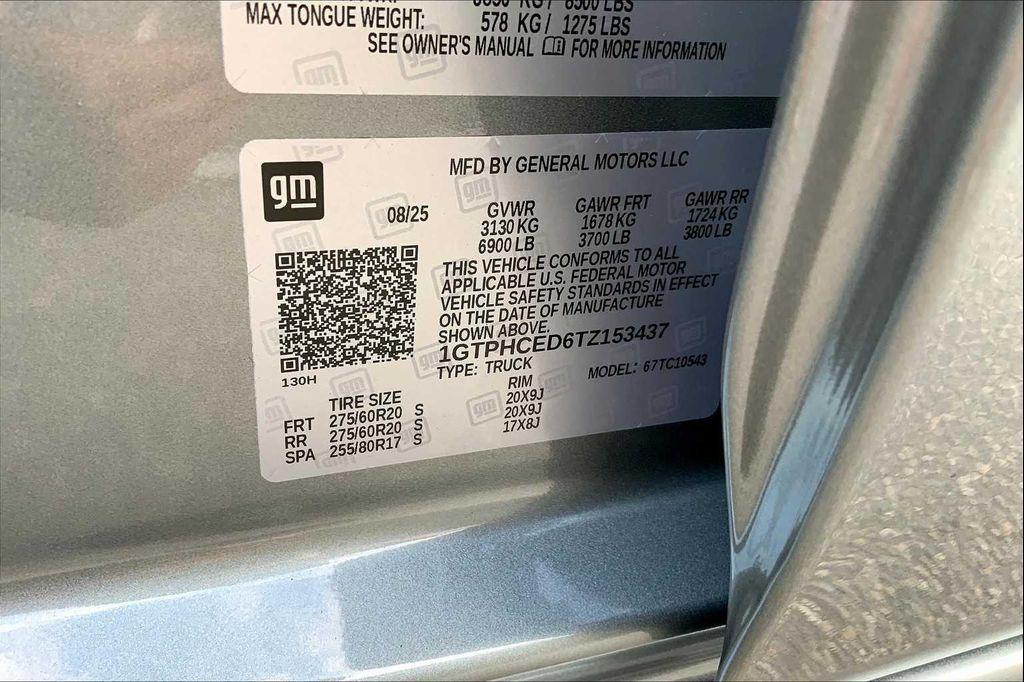 KG / 8500 LBS
MAX TONGUE WEIGHT: 578 KG / 1275 LBS
SEE OWNER'S MANUAL FOR MORE INFORMATION
gm
MFD BY GENERAL MOTORS LLC
08/25 GVWR GAWR FRT GAWR RR
3130 KG 1678 KG 1724 KG
6900 LB 3700 LB 3800 LB
THIS VEHICLE CONFORMS TO ALL
APPLICABLE U.S. FEDERAL MOTOR
VEHICLE SAFETY STANDARDS IN EFFECT
ON THE DATE OF MANUFACTURE
SHOWN ABOVE.
1GTPHCED6TZ153437
TYPE: TRUCK MODEL: 67TC10543
130H
TIRE SIZE RIM
FRT 275/60R20 S 20X9J
RR 275/60R20 S 20X9J
SPA 255/80R17 S 17X8J